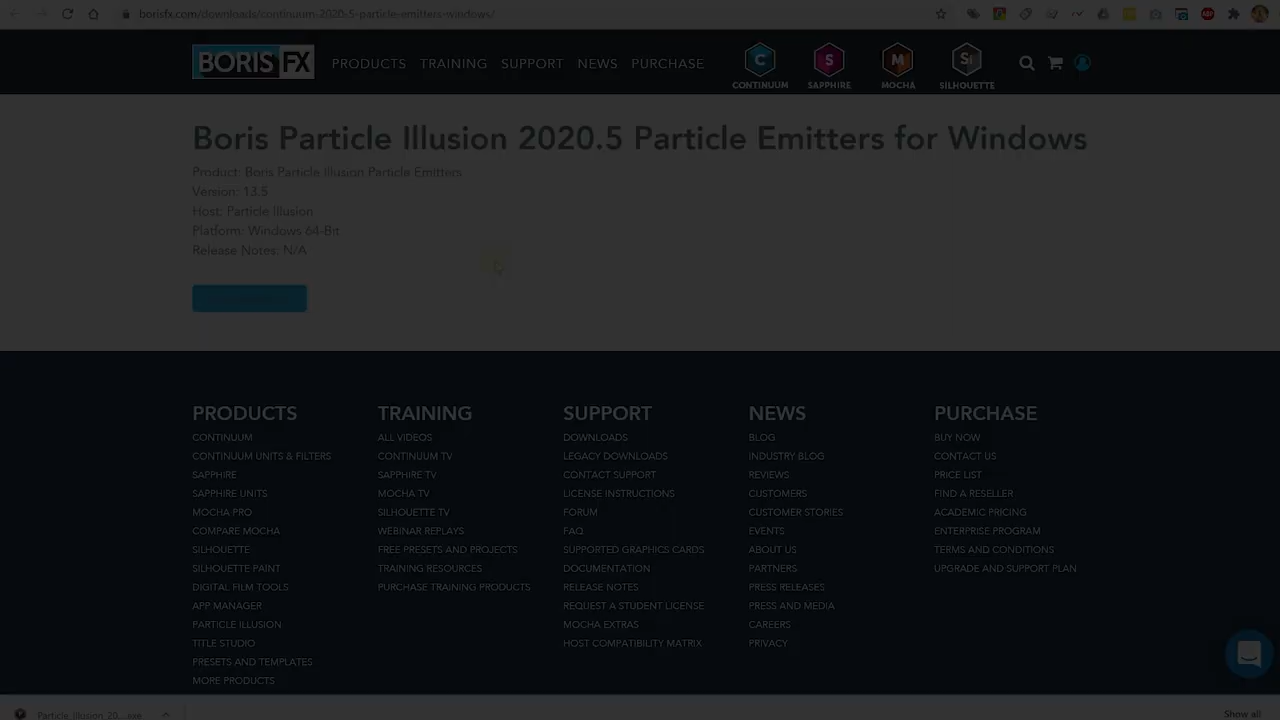 borisfx.com/downloads/continuum-2020-5-particle-emitters-windows/
BORIS FX PRODUCTS TRAINING SUPPORT NEWS PURCHASE
C S M Si
CONTINUUM SAPPHIRE MOCHA SILHOUETTE
ABP
Boris Particle Illusion 2020.5 Particle Emitters for Windows
Product: Boris Particle Illusion Particle Emitters
Version: 13.5
Host: Particle Illusion
Platform: Windows 64-Bit
Release Notes: N/A
PRODUCTS
CONTINUUM
CONTINUUM UNITS & FILTERS
SAPPHIRE
SAPPHIRE UNITS
MOCHA PRO
COMPARE MOCHA
SILHOUETTE
SILHOUETTE PAINT
DIGITAL FILM TOOLS
APP MANAGER
PARTICLE ILLUSION
TITLE STUDIO
PRESETS AND TEMPLATES
MORE PRODUCTS
TRAINING
ALL VIDEOS
CONTINUUM TV
SAPPHIRE TV
MOCHA TV
SILHOUETTE TV
WEBINAR REPLAYS
FREE PRESETS AND PROJECTS
TRAINING RESOURCES
PURCHASE TRAINING PRODUCTS
SUPPORT
DOWNLOADS
LEGACY DOWNLOADS
CONTACT SUPPORT
LICENSE INSTRUCTIONS
FORUM
FAQ
SUPPORTED GRAPHICS CARDS
DOCUMENTATION
RELEASE NOTES
REQUEST A STUDENT LICENSE
MOCHA EXTRAS
HOST COMPATIBILITY MATRIX
NEWS
BLOG
INDUSTRY BLOG
REVIEWS
CUSTOMERS
CUSTOMER STORIES
EVENTS
ABOUT US
PARTNERS
PRESS RELEASES
PRESS AND MEDIA
CAREERS
PRIVACY
PURCHASE
BUY NOW
CONTACT US
PRICE LIST
FIND A RESELLER
ACADEMIC PRICING
ENTERPRISE PROGRAM
TERMS AND CONDITIONS
UPGRADE AND SUPPORT PLAN
Particle_Illusion_20....exe
Show all